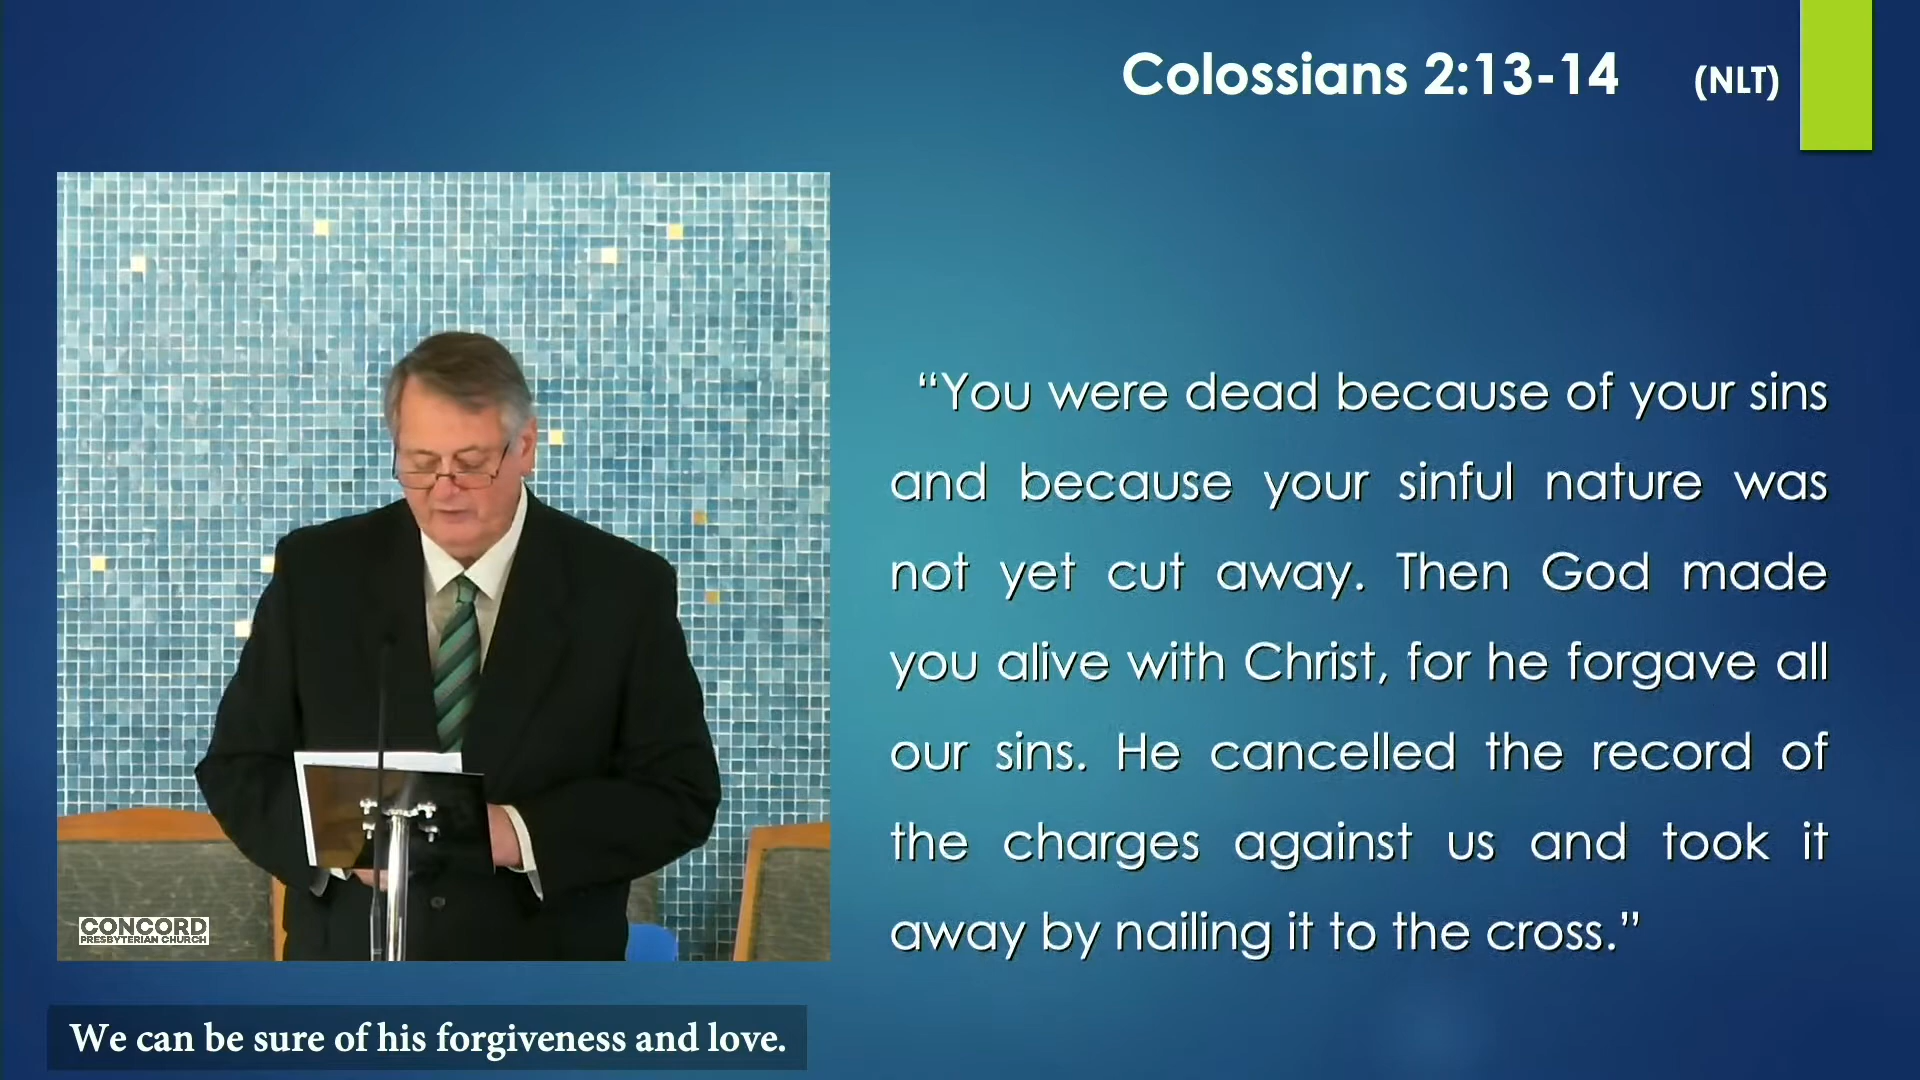 Colossians 2:13-14 (NLT)
“You were dead because of your sins
and because your sinful nature was
not yet cut away. Then God made
you alive with Christ, for he forgave all
our sins. He cancelled the record of
the charges against us and took it
away by nailing it to the cross.”
CONCORD
PRESBYTERIAN CHURCH
We can be sure of his forgiveness and love.